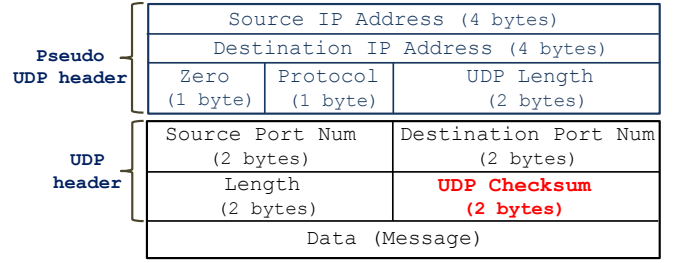 Source IP Address (4 bytes)
Destination IP Address (4 bytes)
Pseudo
UDP header
Zero
(1 byte)
Protocol
(1 byte)
UDP Length
(2 bytes)
Source Port Num
(2 bytes)
Destination Port Num
(2 bytes)
UDP
header
Length
(2 bytes)
UDP Checksum
(2 bytes)
Data (Message)